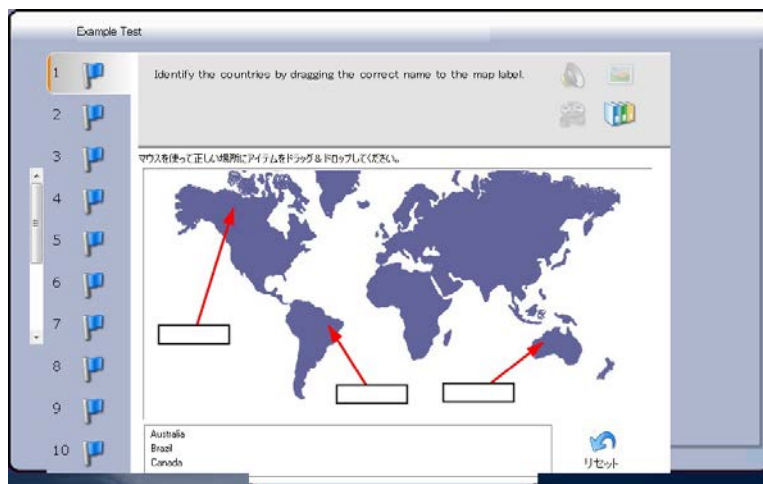 Example Test
1
Identify the countries by dragging the correct name to the map label.
2
3
マウスを使って正しい場所にアイテムをドラッグ&ドロップしてください。
4
5
6
7
8
9
10
Australia
Brazil
Canada
リセット